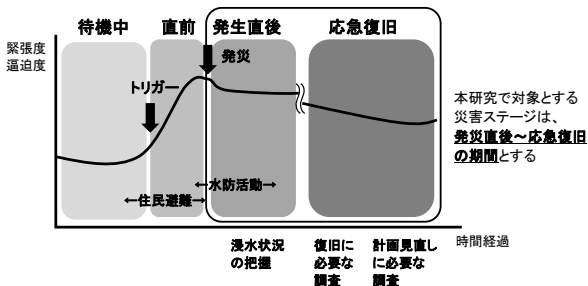 待機中
直前
発生直後
応急復旧
緊張度
逼迫度
発災
トリガー
本研究で対象とする
災害ステージは、
発災直後～応急復旧
の期間とする
←水防活動→
←住民避難→
時間経過
浸水状況
の把握
復旧に
必要な
調査
計画見直し
に必要な
調査